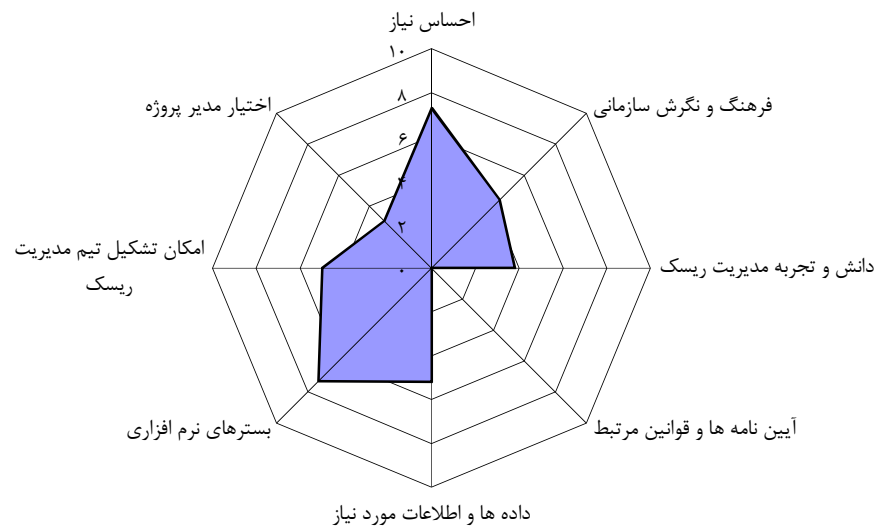 احساس نیاز
۱۰
اختیار مدیر پروژه
۸
فرهنگ و نگرش سازمانی
۶
۴
۲
امکان تشکیل تیم مدیریت
ریسک
۰
دانش و تجربه مدیریت ریسک
بسترهای نرم افزاری
آیین نامه ها و قوانین مرتبط
داده ها و اطلاعات مورد نیاز